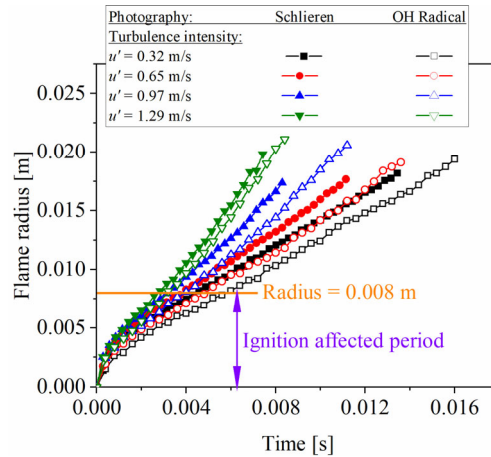 Photography: Schlieren OH Radical
Turbulence intensity:
u' = 0.32 m/s
u' = 0.65 m/s
u' = 0.97 m/s
u' = 1.29 m/s
0.025
0.020
0.015
0.010
0.005
0.000
Flame radius [m]
Radius = 0.008 m
Ignition affected period
0.000 0.004 0.008 0.012 0.016
Time [s]